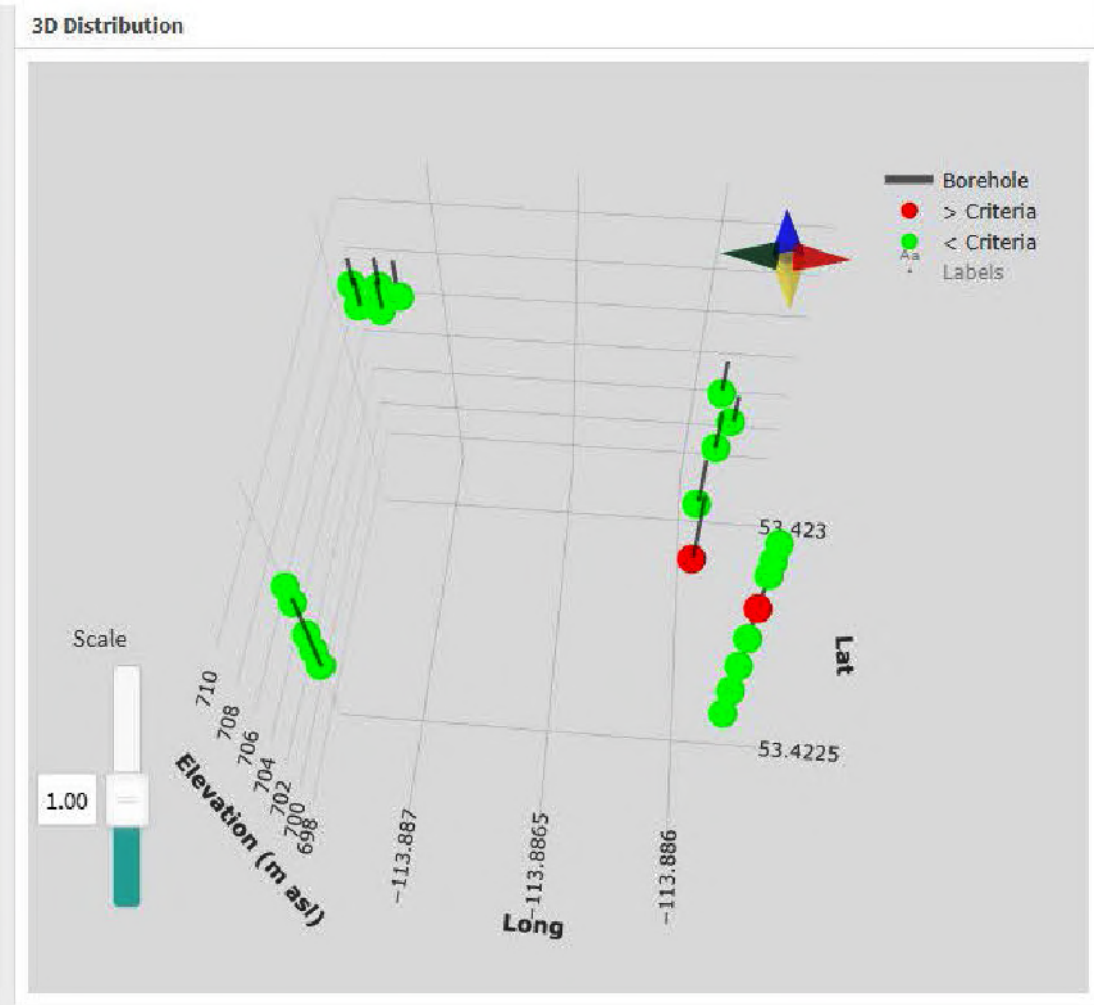 3D Distribution
Borehole
> Criteria
< Criteria
Aa
Labels
53.423
Scale
Lat
710
708
706
704
702
700
698
53.4225
1.00
Elevation (m asl)
−113.887
−113.8865
−113.886
Long